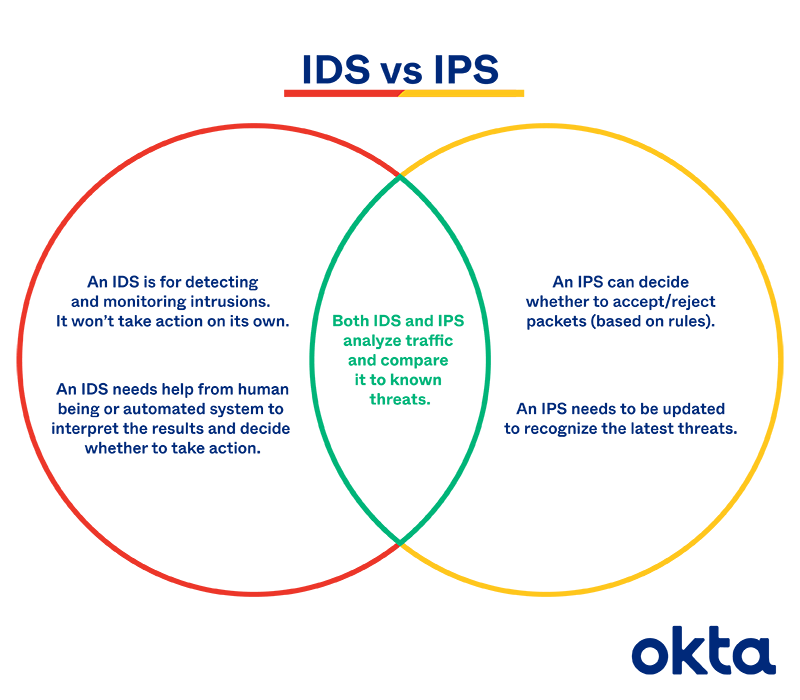 IDS vs IPS
An IDS is for detecting
and monitoring intrusions.
It won't take action on its own.
An IDS needs help from human
being or automated system to
interpret the results and decide
whether to take action.
Both IDS and IPS
analyze traffic
and compare
it to known
threats.
An IPS can decide
whether to accept/reject
packets (based on rules).
An IPS needs to be updated
to recognize the latest threats.
okta